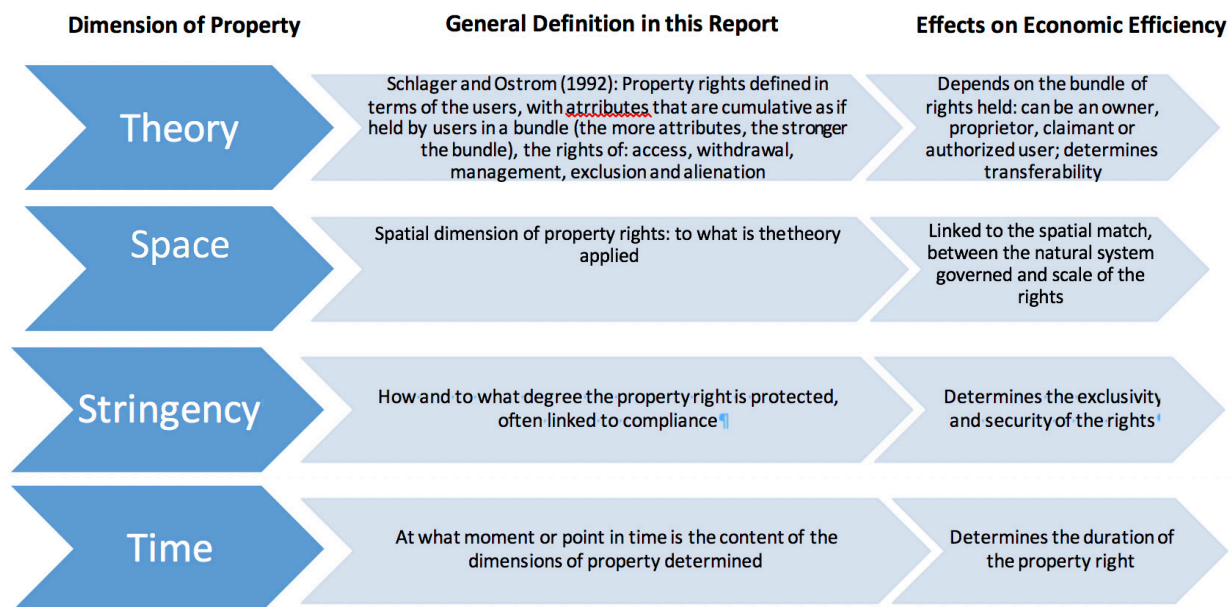 Dimension of Property
General Definition in this Report
Effects on Economic Efficiency
Theory
Schlager and Ostrom (1992): Property rights defined in
terms of the users, with atrributes that are cumulative as if
held by users in a bundle (the more attributes, the stronger
the bundle), the rights of: access, withdrawal,
management, exclusion and alienation
Depends on the bundle of
rights held: can be an owner,
proprietor, claimant or
authorized user; determines
transferability
Space
Spatial dimension of property rights: to what is thetheory
applied
Linked to the spatial match,
between the natural system
governed and scale of the
rights
Stringency
How and to what degree the property right is protected,
often linked to compliance¶
Determines the exclusivity
and security of the rights
Time
At what moment or point in time is the content of the
dimensions of property determined
Determines the duration of
the property right